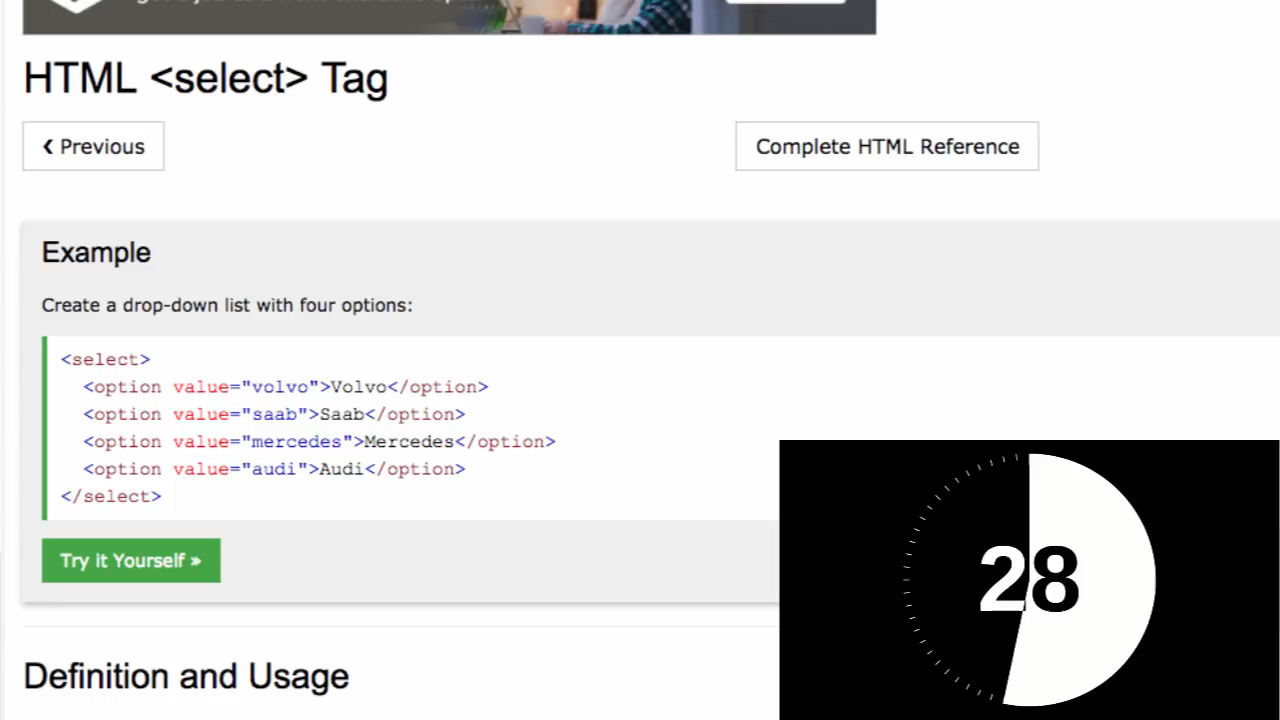 HTML <select> Tag
❮ Previous
Complete HTML Reference
Example
Create a drop-down list with four options:
<select>
  <option value="volvo">Volvo</option>
  <option value="saab">Saab</option>
  <option value="mercedes">Mercedes</option>
  <option value="audi">Audi</option>
</select>
Try it Yourself »
28
Definition and Usage